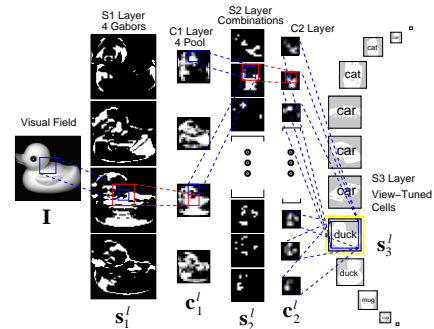 S1 Layer
4 Gabors
C1 Layer
4 Pool
S2 Layer
Combinations
C2 Layer
Visual Field
I
s₁ˡ
c₁ˡ
s₂ˡ
c₂ˡ
cat
cat
car
car
car
S3 Layer
View-Tuned
Cells
duck
s₃ˡ
duck
mug